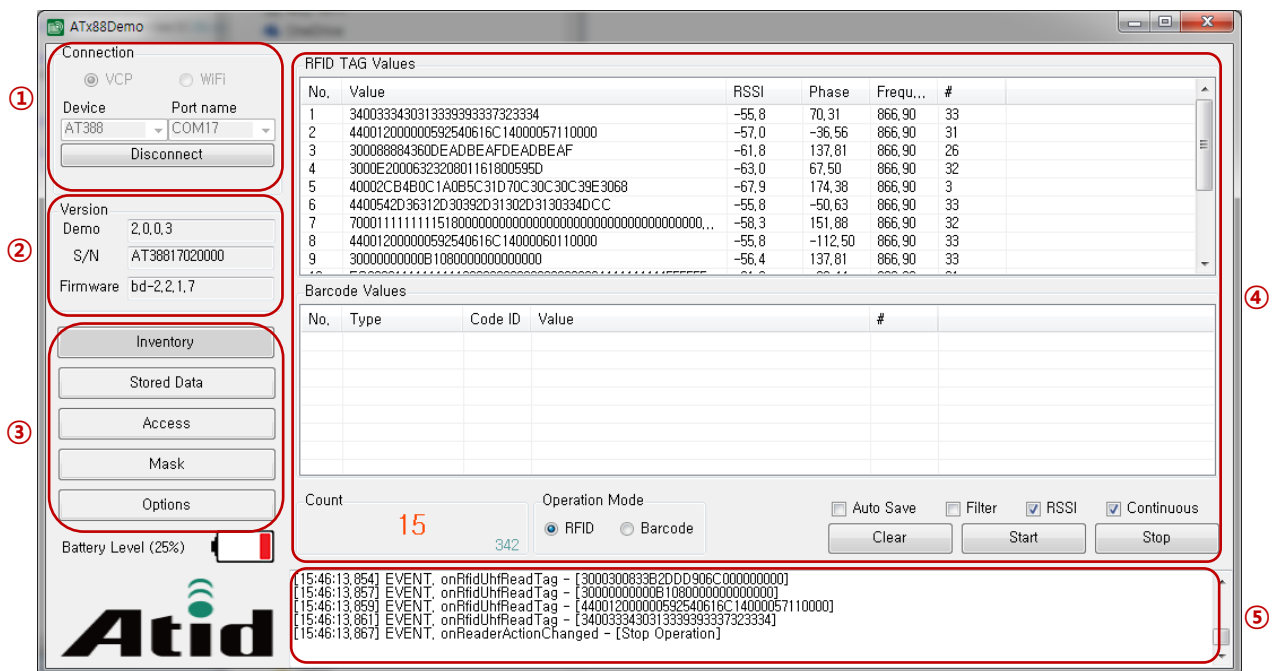 ATx88Demo
①
Connection
VCP WiFi
Device Port name
AT388 COM17
Disconnect
②
Version
Demo 2,0,0,3
S/N AT38817020000
Firmware bd-2,2,1,7
③
Inventory
Stored Data
Access
Mask
Options
Battery Level (25%)
Atid
④
RFID TAG Values
No, Value RSSI Phase Frequ,,, #
1 34003334303133393933373233​34 -55,8 70,31 866,90 33
2 440012000000592540616C14000057110000 -57,0 -36,56 866,90 31
3 300088884360DEADBEAFDEADBEAF -61,8 137,81 866,90 26
4 3000E2000632320801161800595D -63,0 67,50 866,90 32
5 40002CB4B0C1A0B5C31D70C30C30C39E3068 -67,9 174,38 866,90 3
6 4400542D36312D30392D31302D3130334DCC -55,8 -50,63 866,90 33
7 -58,3 151,88 866,90 32
8 440012000000592540616C14000060110000 -55,8 -112,50 866,90 33
9 30000000000B1080000000000000 -56,4 137,81 866,90 33
Barcode Values
No, Type Code ID Value #
Count
15
342
Operation Mode
RFID Barcode
Auto Save Filter RSSI Continuous
Clear Start Stop
⑤
[15:46:13,854] EVENT, onRfidUhfReadTag - [3000300833B2DDD906C000000000]
[15:46:13,857] EVENT, onRfidUhfReadTag - [30000000000B1080000000000000]
[15:46:13,859] EVENT, onRfidUhfReadTag - [440012000000592540616C14000057110000]
[15:46:13,861] EVENT, onRfidUhfReadTag - [3400333430313339393337323334]
[15:46:13,867] EVENT, onReaderActionChanged - [Stop Operation]